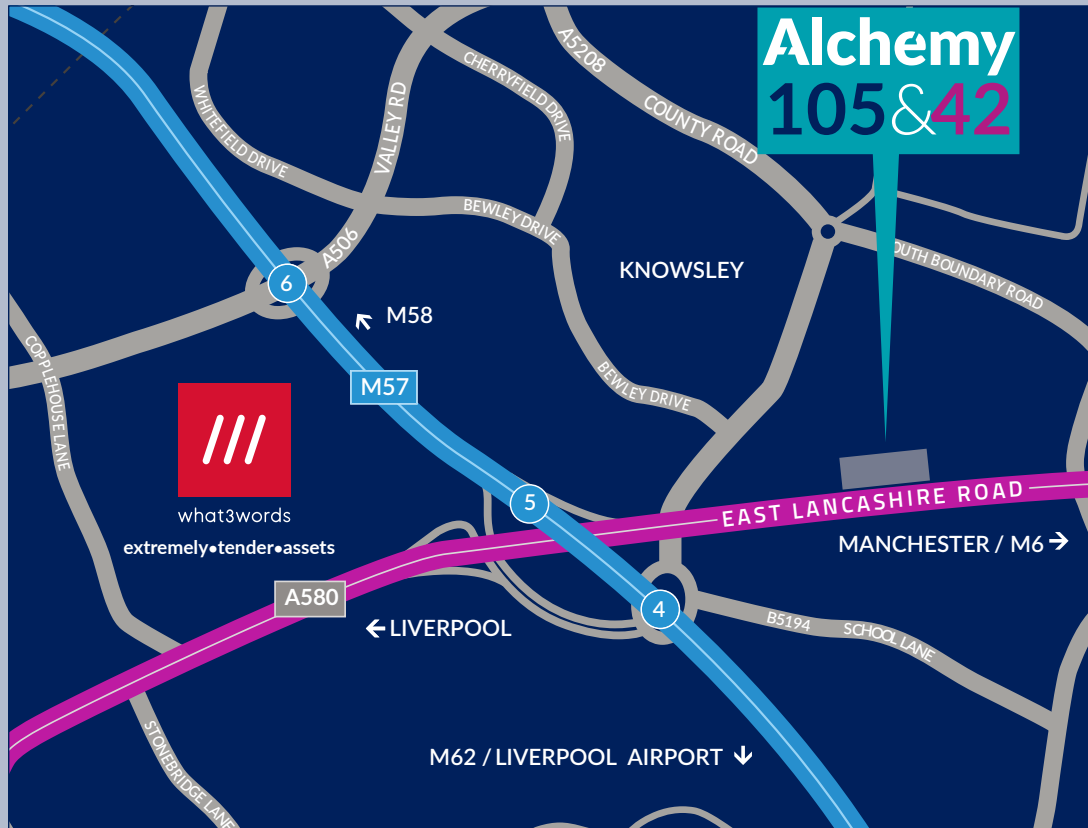 Alchemy
105&42
A5208
COUNTY ROAD
CHERRYFIELD DRIVE
VALLEY RD
WHITEFIELD DRIVE
BEWLEY DRIVE
A506
KNOWSLEY
OUTH BOUNDARY ROAD
6
M58
COPPLEHOUSE LANE
M57
BEWLEY DRIVE
what3words
extremely•tender•assets
5
EAST LANCASHIRE ROAD
MANCHESTER / M6
A580
4
LIVERPOOL
B5194 SCHOOL LANE
STONEBRIDGE LANE
M62 / LIVERPOOL AIRPORT